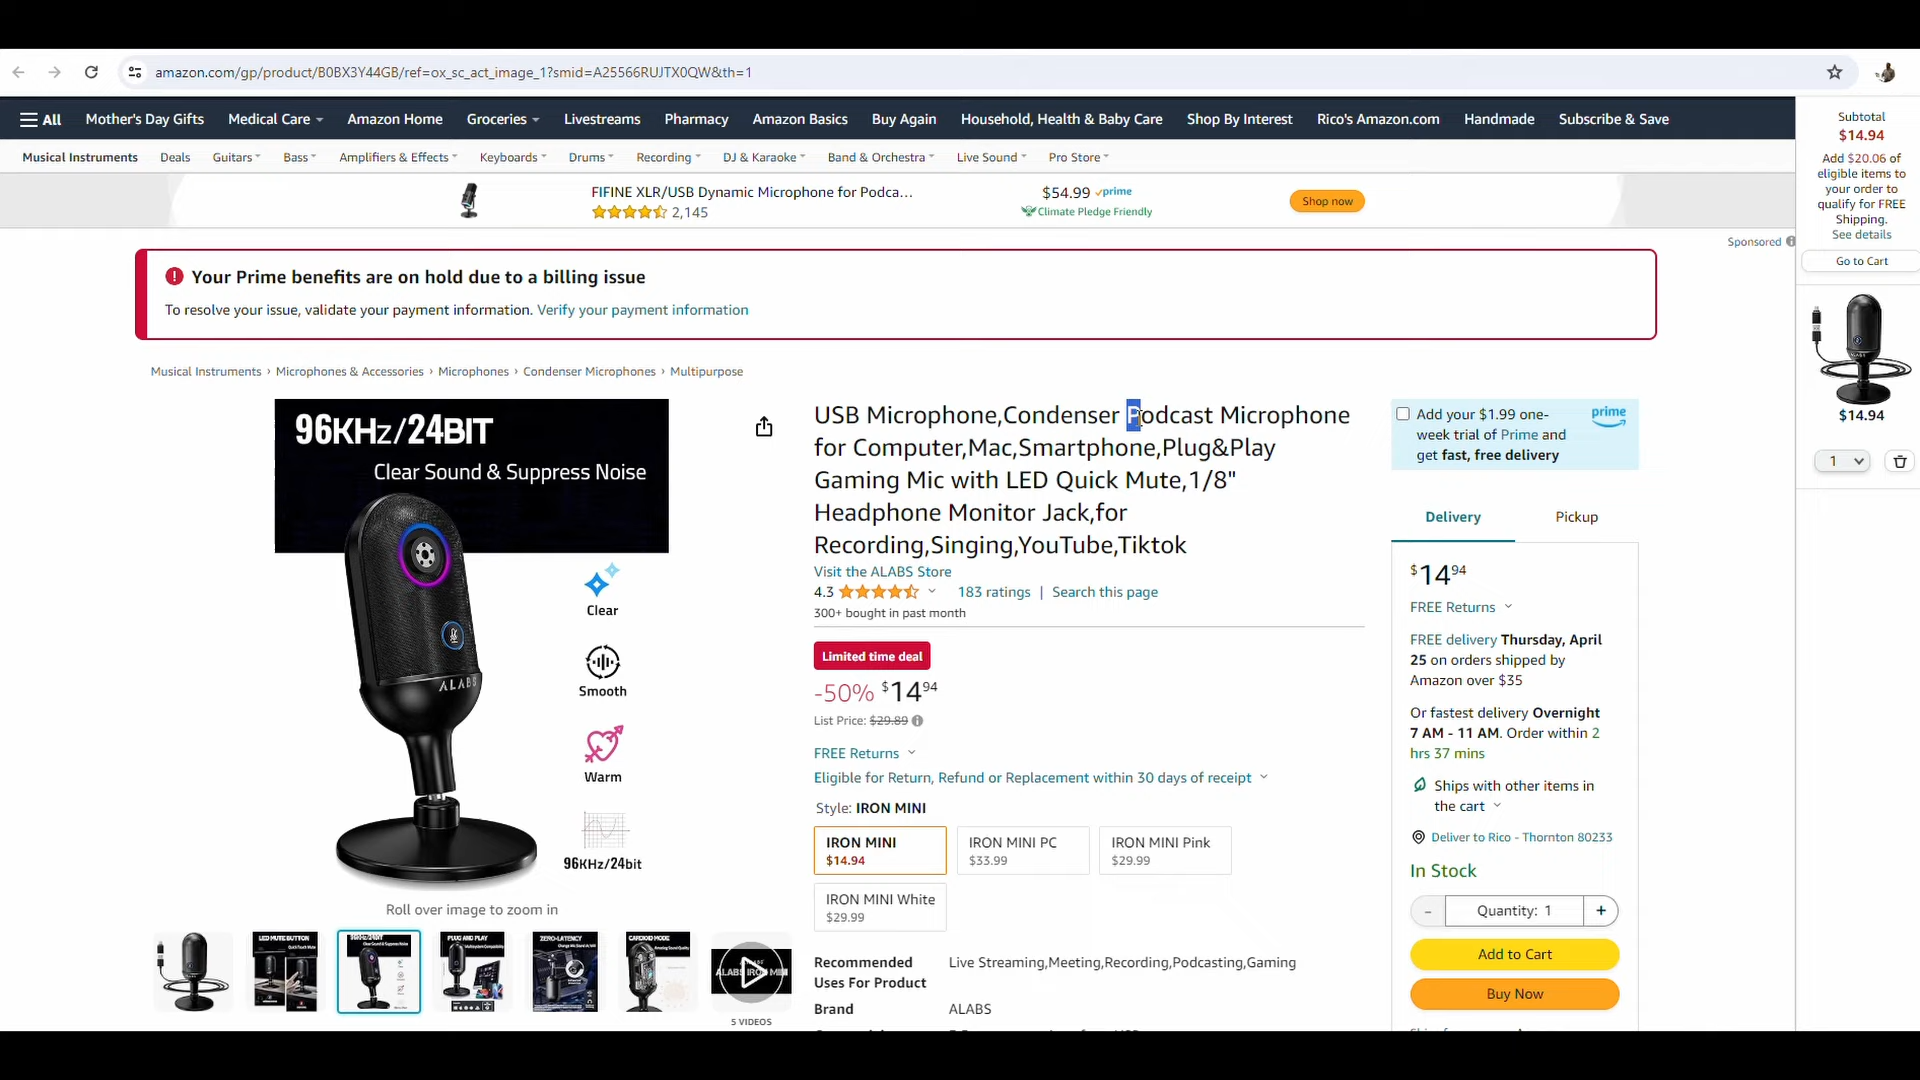 amazon.com/gp/product/B0BX3Y44GB/ref=ox_sc_act_image_1?smid=A25566RUJTX0QW&th=1
All Mother's Day Gifts Medical Care Amazon Home Groceries Livestreams Pharmacy Amazon Basics Buy Again Household, Health & Baby Care Shop By Interest Rico's Amazon.com Handmade Subscribe & Save
Musical Instruments Deals Guitars Bass Amplifiers & Effects Keyboards Drums Recording DJ & Karaoke Band & Orchestra Live Sound Pro Store
FIFINE XLR/USB Dynamic Microphone for Podca…
2,145
$54.99 prime
Climate Pledge Friendly
Shop now
Sponsored
Your Prime benefits are on hold due to a billing issue
To resolve your issue, validate your payment information. Verify your payment information
Musical Instruments › Microphones & Accessories › Microphones › Condenser Microphones › Multipurpose
96KHz/24BIT
Clear Sound & Suppress Noise
ALABS
Clear
Smooth
Warm
96KHz/24bit
Roll over image to zoom in
LED MUTE BUTTON
PLUG AND PLAY
ZERO-LATENCY
CARDIOID MODE
5 VIDEOS
USB Microphone,Condenser Podcast Microphone
for Computer,Mac,Smartphone,Plug&Play
Gaming Mic with LED Quick Mute,1/8"
Headphone Monitor Jack,for
Recording,Singing,YouTube,Tiktok
Visit the ALABS Store
4.3 183 ratings | Search this page
300+ bought in past month
Limited time deal
-50% $14 94
List Price: $29.89
FREE Returns
Eligible for Return, Refund or Replacement within 30 days of receipt
Style: IRON MINI
IRON MINI
$14.94
IRON MINI PC
$33.99
IRON MINI Pink
$29.99
IRON MINI White
$29.99
Recommended
Uses For Product
Live Streaming,Meeting,Recording,Podcasting,Gaming
Brand ALABS
Add your $1.99 one-
week trial of Prime and
get fast, free delivery
prime
Delivery Pickup
$14 94
FREE Returns
FREE delivery Thursday, April
25 on orders shipped by
Amazon over $35
Or fastest delivery Overnight
7 AM - 11 AM. Order within 2
hrs 37 mins
Ships with other items in
the cart
Deliver to Rico - Thornton 80233
In Stock
- Quantity: 1 +
Add to Cart
Buy Now
Subtotal
$14.94
Add $20.06 of
eligible items to
your order to
qualify for FREE
Shipping.
See details
Go to Cart
$14.94
1